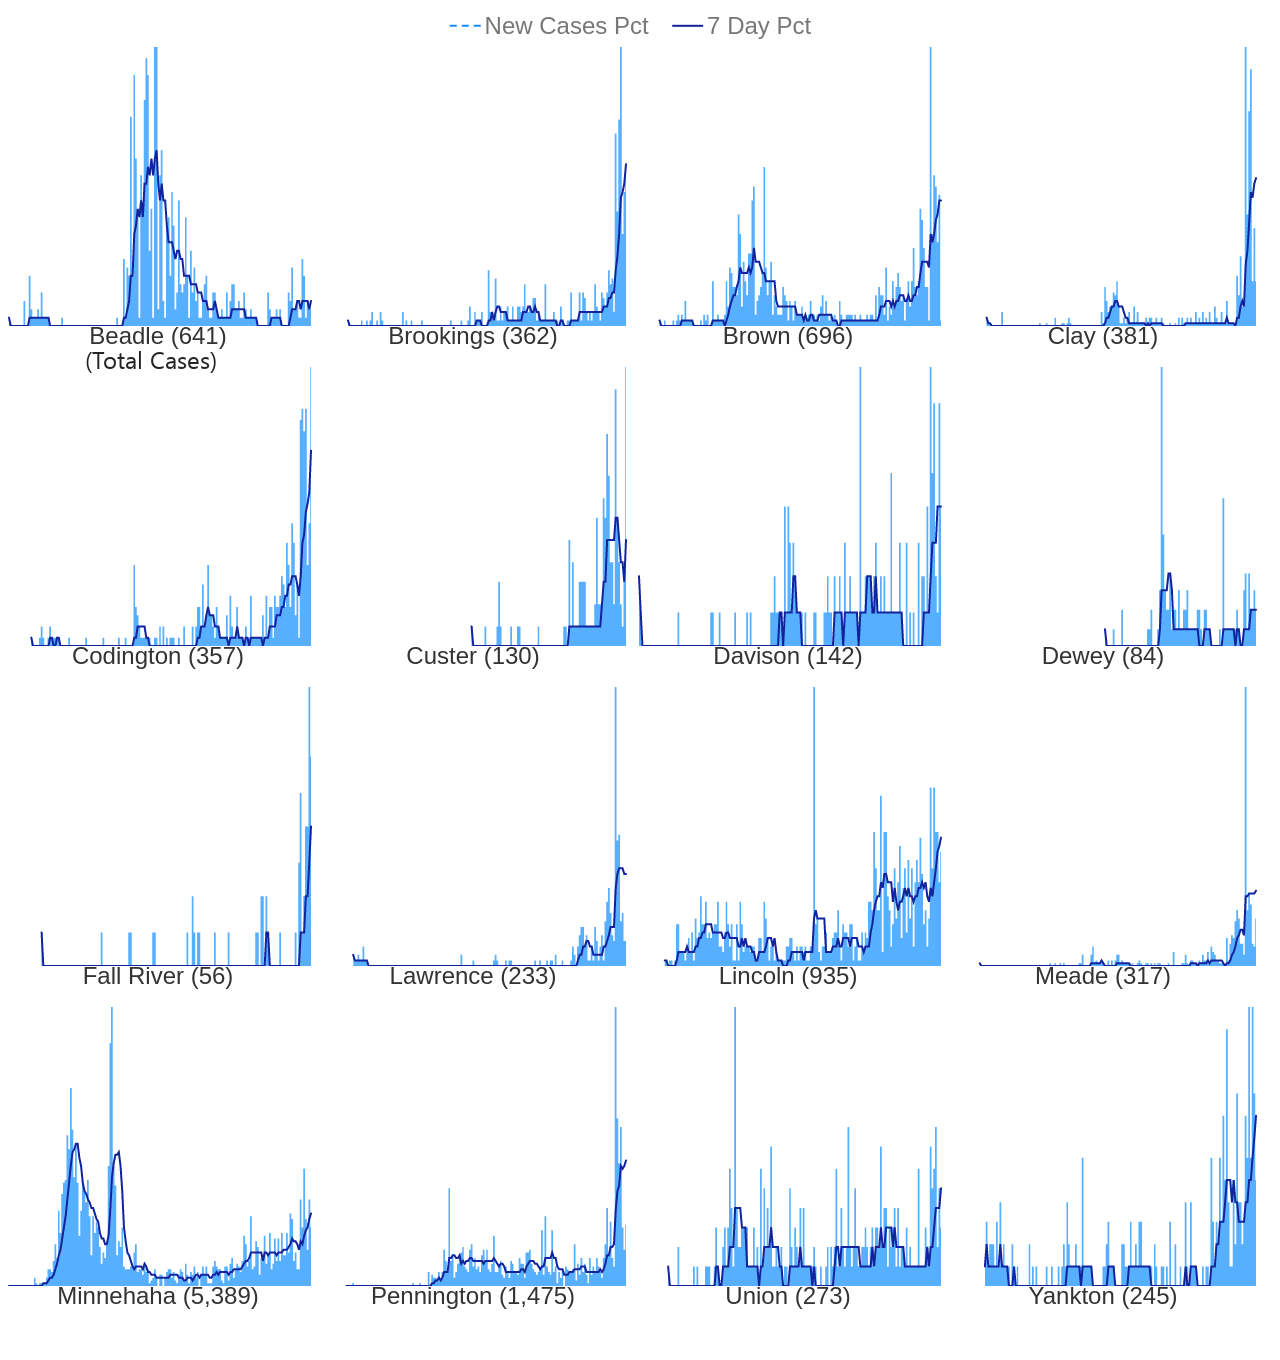 New Cases Pct 7 Day Pct
Beadle (641) Brookings (362) Brown (696) Clay (381)
(Total Cases)
Codington (357) Custer (130) Davison (142) Dewey (84)
Fall River (56) Lawrence (233) Lincoln (935) Meade (317)
Minnehaha (5,389) Pennington (1,475) Union (273) Yankton (245)